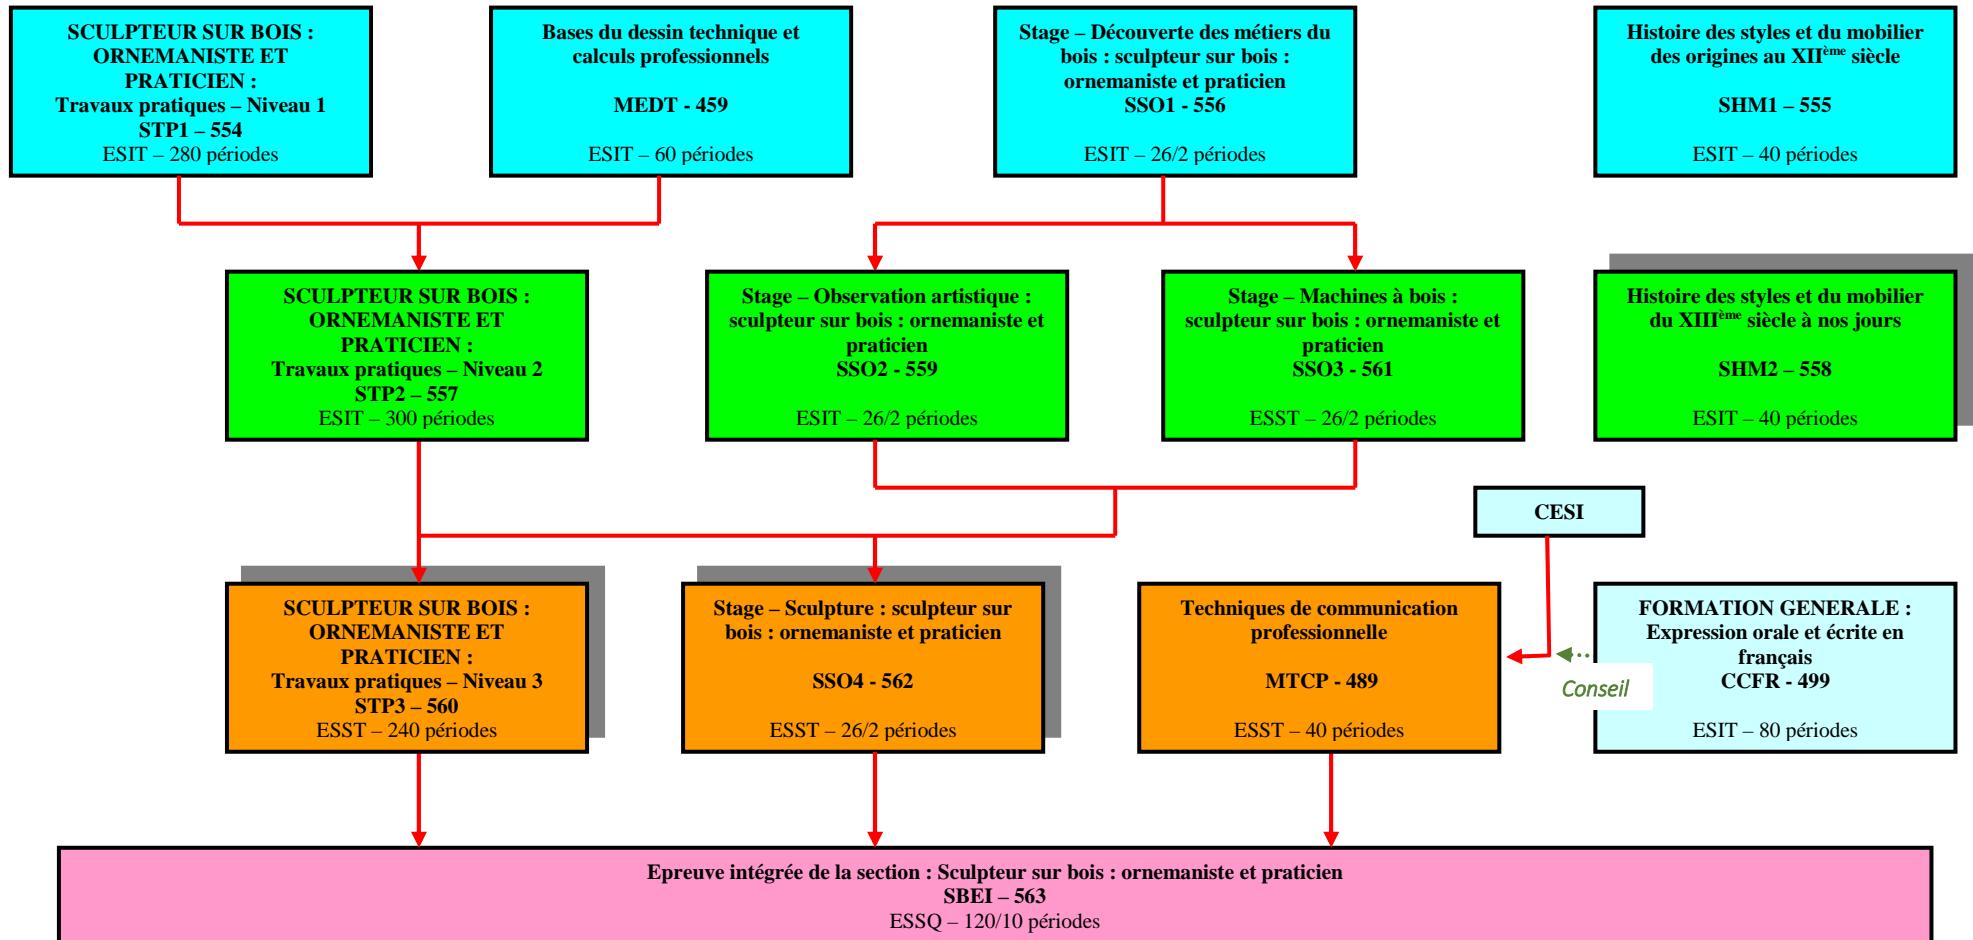 SCULPTEUR SUR BOIS :
ORNEMANISTE ET
PRATICIEN :
Travaux pratiques – Niveau 1
STP1 – 554
ESIT – 280 périodes
Bases du dessin technique et
calculs professionnels
MEDT - 459
ESIT – 60 périodes
Stage – Découverte des métiers du
bois : sculpteur sur bois :
ornemaniste et praticien
SSO1 - 556
ESIT – 26/2 périodes
Histoire des styles et du mobilier
des origines au XIIème siècle
SHM1 – 555
ESIT – 40 périodes
SCULPTEUR SUR BOIS :
ORNEMANISTE ET
PRATICIEN :
Travaux pratiques – Niveau 2
STP2 – 557
ESIT – 300 périodes
Stage – Observation artistique :
sculpteur sur bois : ornemaniste et
praticien
SSO2 - 559
ESIT – 26/2 périodes
Stage – Machines à bois :
sculpteur sur bois : ornemaniste et
praticien
SSO3 - 561
ESST – 26/2 périodes
Histoire des styles et du mobilier
du XIIIème siècle à nos jours
SHM2 – 558
ESIT – 40 périodes
CESI
SCULPTEUR SUR BOIS :
ORNEMANISTE ET
PRATICIEN :
Travaux pratiques – Niveau 3
STP3 – 560
ESST – 240 périodes
Stage – Sculpture : sculpteur sur
bois : ornemaniste et praticien
SSO4 - 562
ESST – 26/2 périodes
Techniques de communication
professionnelle
MTCP - 489
ESST – 40 périodes
Conseil
FORMATION GENERALE :
Expression orale et écrite en
français
CCFR - 499
ESIT – 80 périodes
Epreuve intégrée de la section : Sculpteur sur bois : ornemaniste et praticien
SBEI – 563
ESSQ – 120/10 périodes